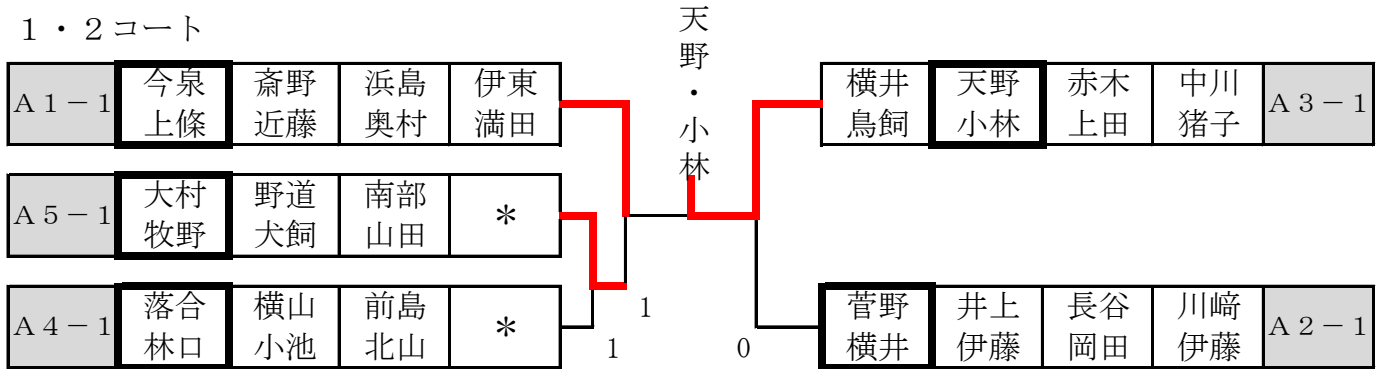 １・２コート
天野・小林
Ａ１－１ 今泉 斎野 浜島 伊東
上條 近藤 奥村 満田
横井 天野 赤木 中川 Ａ３－１
鳥飼 小林 上田 猪子
Ａ５－１ 大村 野道 南部 ＊
牧野 犬飼 山田
Ａ４－１ 落合 横山 前島 ＊
林口 小池 北山
1
1
0
菅野 井上 長谷 川﨑 Ａ２－１
横井 伊藤 岡田 伊藤